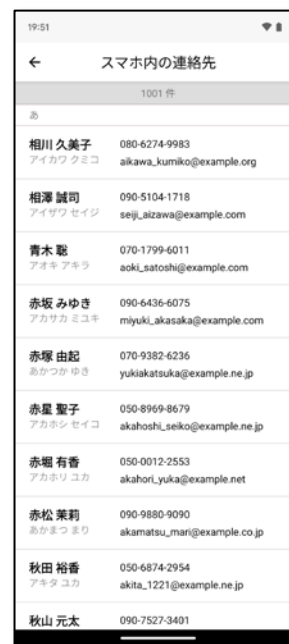 19:51
スマホ内の連絡先
1001 件
あ
相川 久美子 080-6274-9983
アイカワ クミコ aikawa_kumiko@example.org
相澤 誠司 090-5104-1718
アイザワ セイジ seiji_aizawa@example.com
青木 聡 070-1799-6011
アオキ アキラ aoki_satoshi@example.com
赤坂 みゆき 090-6436-6075
アカサカ ミユキ miyuki_akasaka@example.com
赤塚 由起 070-9382-6236
あかつか ゆき yukiakatsuka@example.ne.jp
赤星 聖子 050-8969-8679
アカホシ セイコ akahoshi_seiko@example.ne.jp
赤堀 有香 050-0012-2553
アカホリ ユカ akahori_yuka@example.net
赤松 茉莉 090-9880-9090
あかまつ まり akamatsu_mari@example.co.jp
秋田 裕香 050-6874-2954
アキタ ユカ akita_1221@example.ne.jp
秋山 元太 090-7527-3401